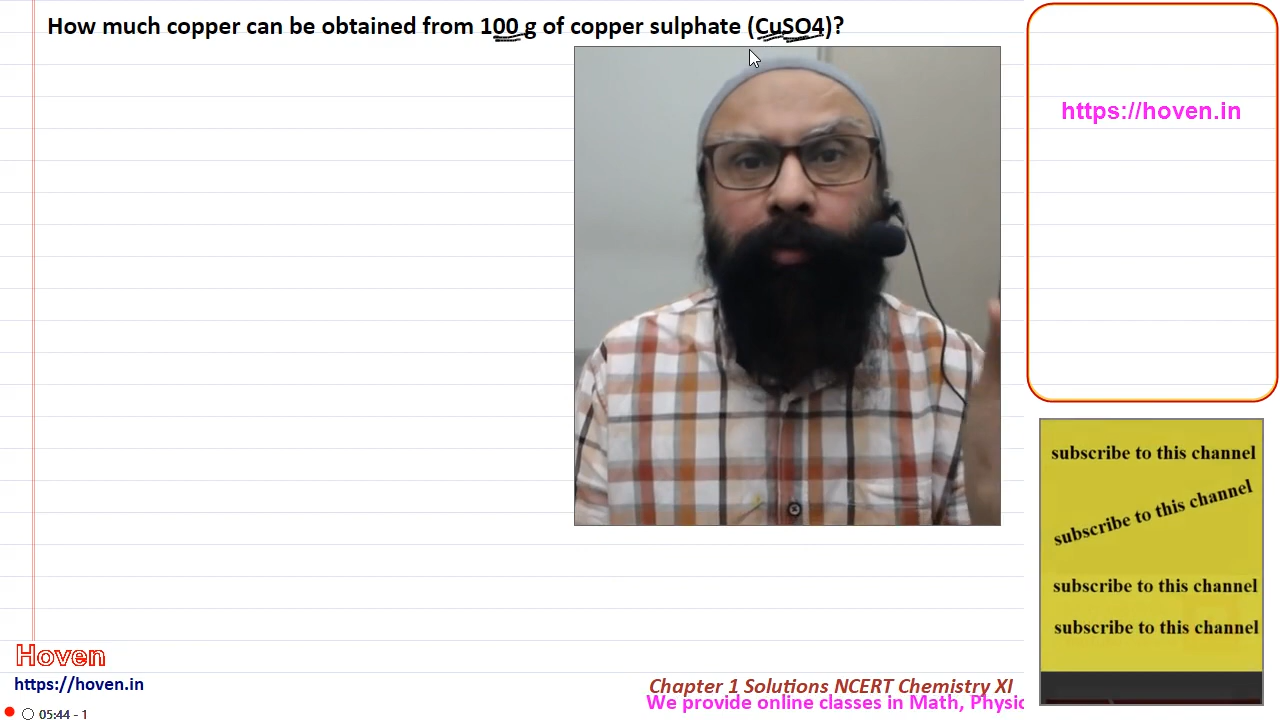 How much copper can be obtained from 100 g of copper sulphate (CuSO4)?
https://hoven.in
subscribe to this channel
subscribe to this channel
subscribe to this channel
subscribe to this channel
Hoven
https://hoven.in
Chapter 1 Solutions NCERT Chemistry XI
We provide online classes in Math, Physic
05:44 - 1